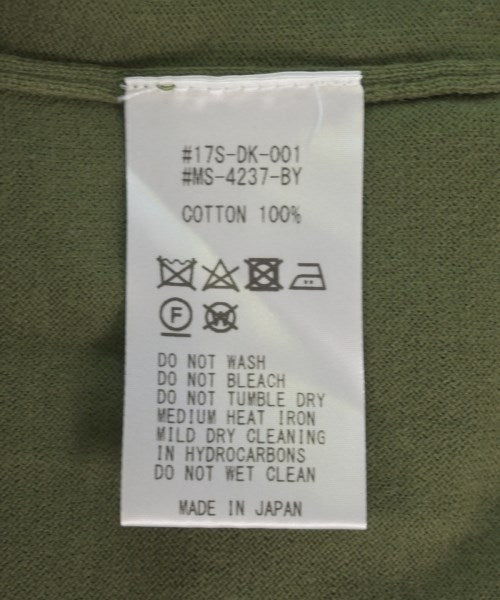 #17S-DK-001
#MS-4237-BY
COTTON 100%
F W
DO NOT WASH
DO NOT BLEACH
DO NOT TUMBLE DRY
MEDIUM HEAT IRON
MILD DRY CLEANING
IN HYDROCARBONS
DO NOT WET CLEAN
MADE IN JAPAN